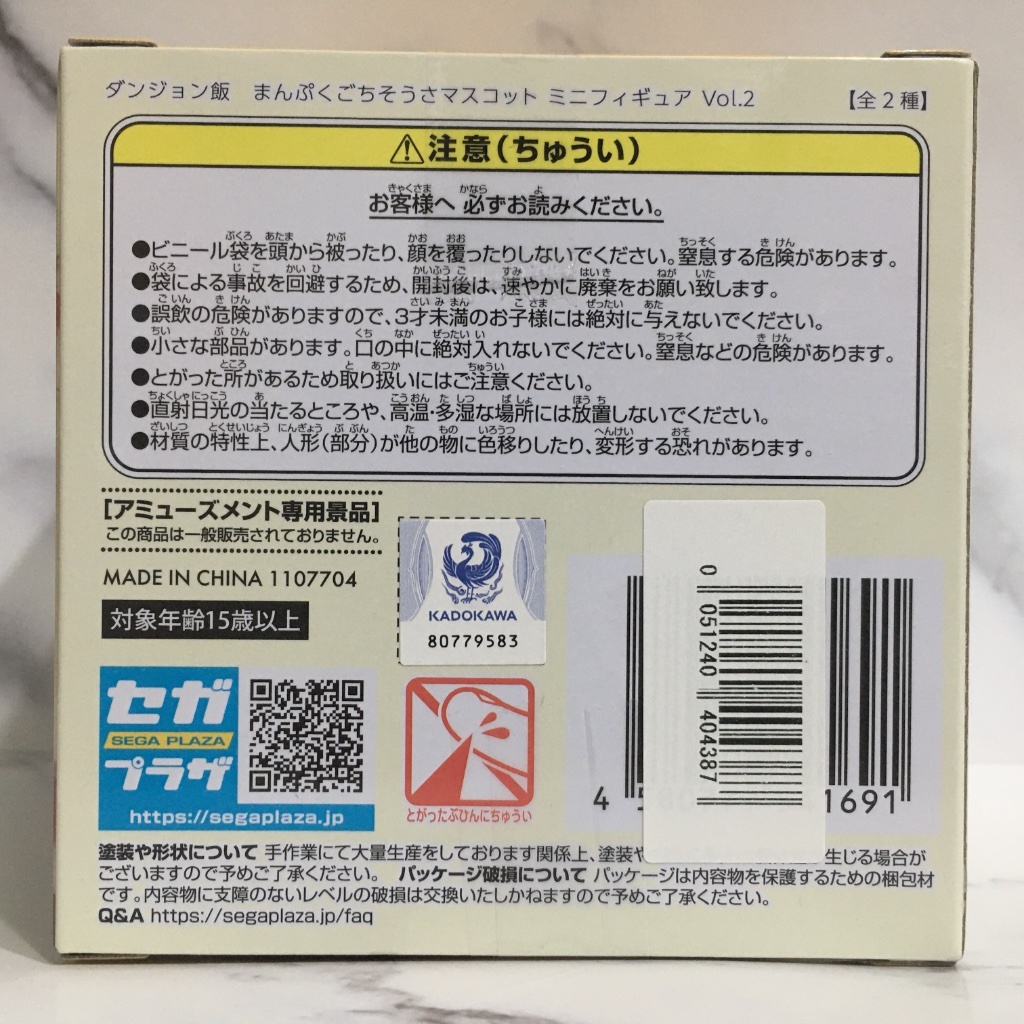 ダンジョン飯　まんぷくごちそうさマスコット ミニフィギュア Vol.2 【全2種】
⚠注意(ちゅうい)
お客様へ 必ずお読みください。
●ビニール袋を頭から被ったり、顔を覆ったりしないでください。窒息する危険があります。
●袋による事故を回避するため、開封後は、速やかに廃棄をお願い致します。
●誤飲の危険がありますので、3才未満のお子様には絶対に与えないでください。
●小さな部品があります。口の中に絶対入れないでください。窒息などの危険があります。
●とがった所があるため取り扱いにはご注意ください。
●直射日光の当たるところや、高温・多湿な場所には放置しないでください。
●材質の特性上、人形(部分)が他の物に色移りしたり、変形する恐れがあります。
[アミューズメント専用景品]
この商品は一般販売されておりません。
MADE IN CHINA 1107704
対象年齢15歳以上
KADOKAWA
80779583
セガ
SEGA PLAZA
プラザ
https://segaplaza.jp
とがったぶひんにちゅうい
0 051240 404387
4 1691
塗装や形状について 手作業にて大量生産をしております関係上、塗装や 生じる場合が
ございますので予めご了承ください。 パッケージ破損について パッケージは内容物を保護するための梱包材
です。内容物に支障のないレベルの破損は交換いたしかねますので予めご了承ください。
Q&A https://segaplaza.jp/faq